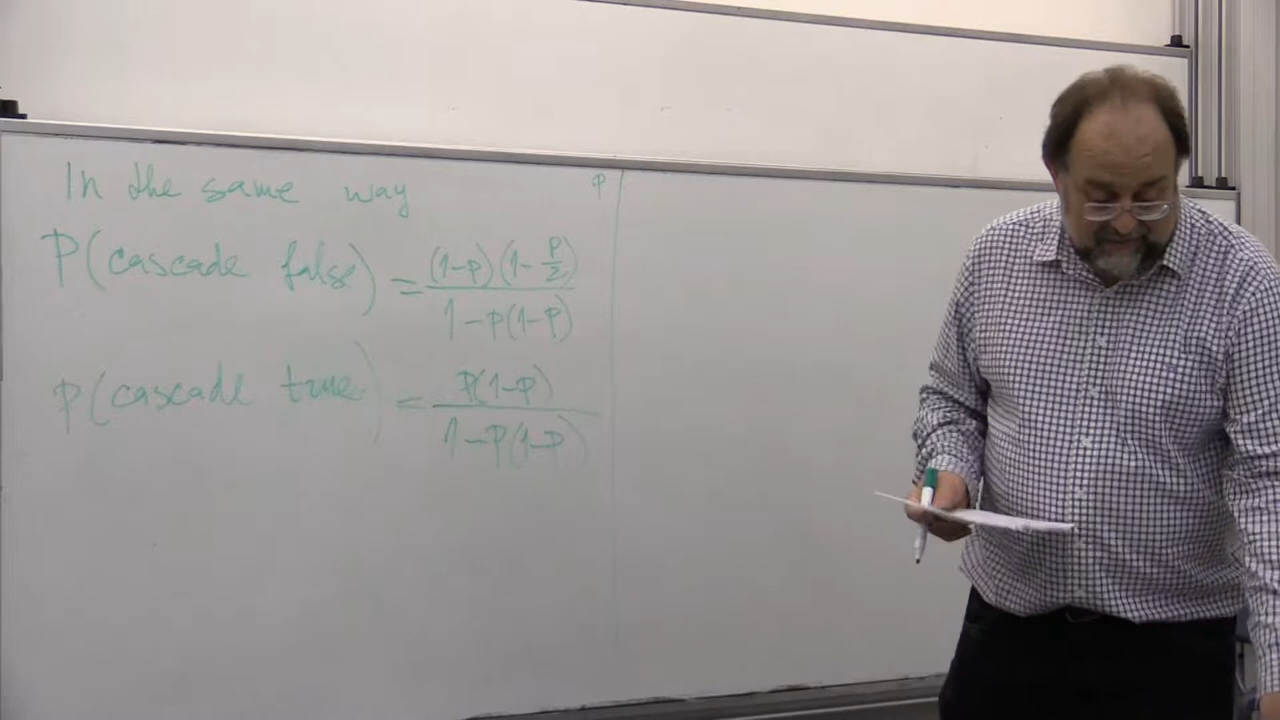 In the same way
P(cascade false) = (1-p)(1-p/2) / 1-p(1-p)
P(cascade true) = p(1-p) / 1-p(1-p)